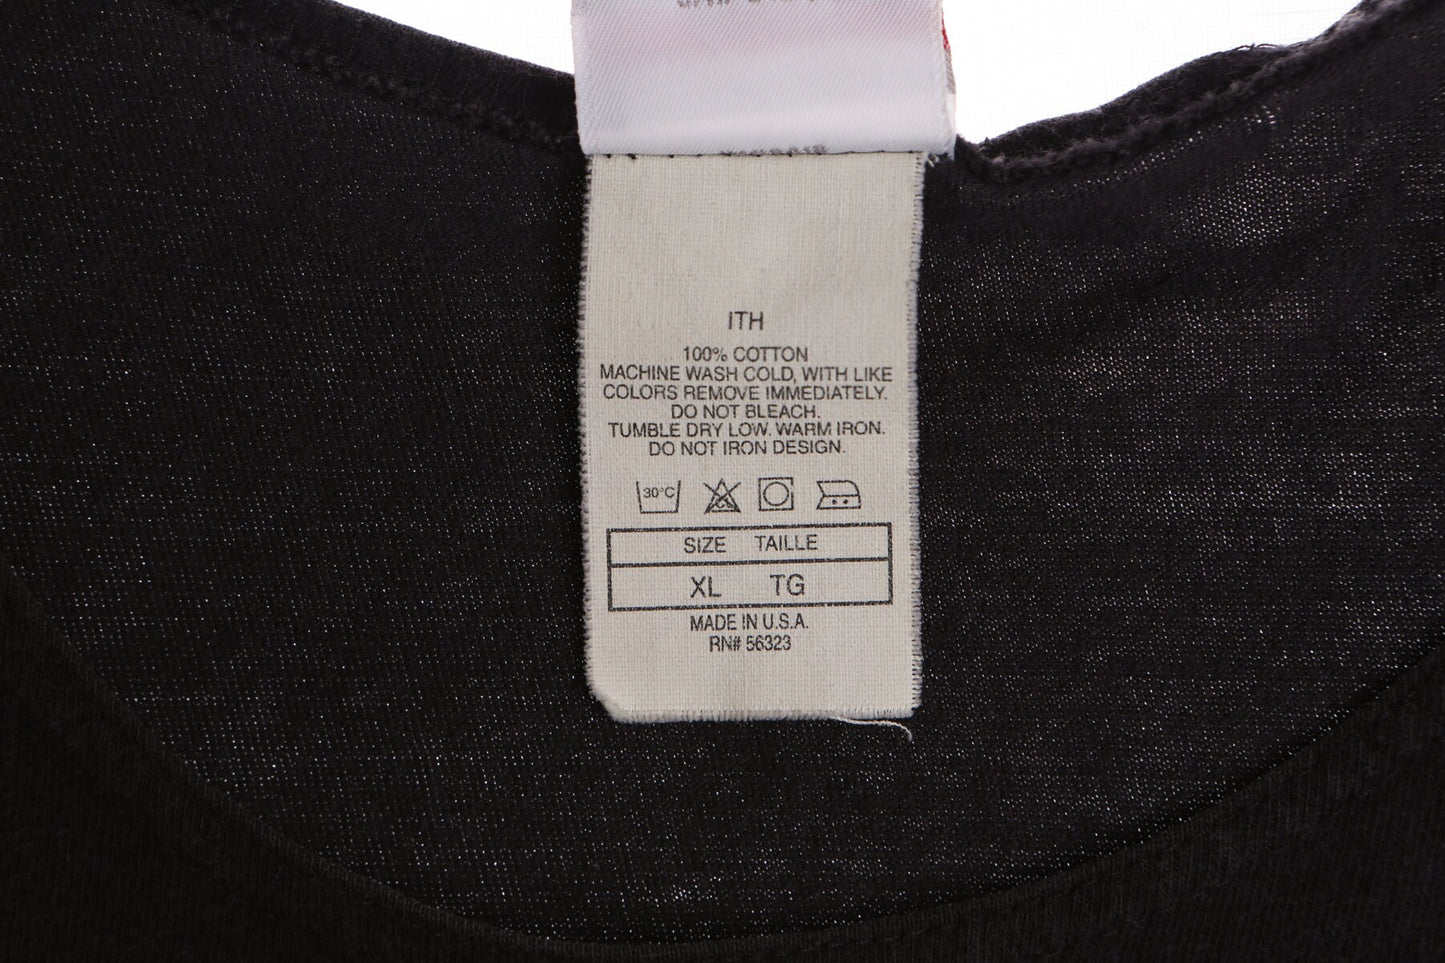 ITH
100% COTTON
MACHINE WASH COLD, WITH LIKE
COLORS REMOVE IMMEDIATELY.
DO NOT BLEACH.
TUMBLE DRY LOW. WARM IRON.
DO NOT IRON DESIGN.
30°C
SIZE TAILLE
XL TG
MADE IN U.S.A.
RN# 56323